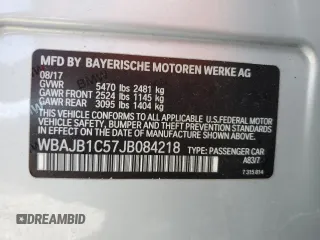 MFD BY BAYERISCHE MOTOREN WERKE AG
08/17
GVWR 5470 lbs 2481 kg
GAWR FRONT 2524 lbs 1145 kg
GAWR REAR 3095 lbs 1404 kg
THIS VEHICLE CONFORMS TO ALL APPLICABLE U.S.FEDERAL MOTOR
VEHICLE SAFETY, BUMPER, AND THEFT PREVENTION STANDARDS IN
EFFECT ON THE DATE OF MANUFACTURE SHOWN ABOVE.
WBAJB1C57JB084218
TYPE: PASSENGER CAR
A83/7
7 315 814
DREAMBID